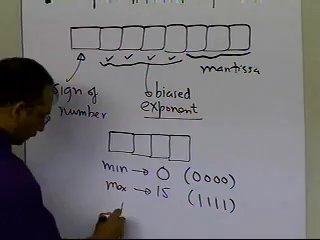 ✓ ✓ ✓ ✓ mantissa
sign of number
biased exponent
min → 0 (0000)
max → 15 (1111)